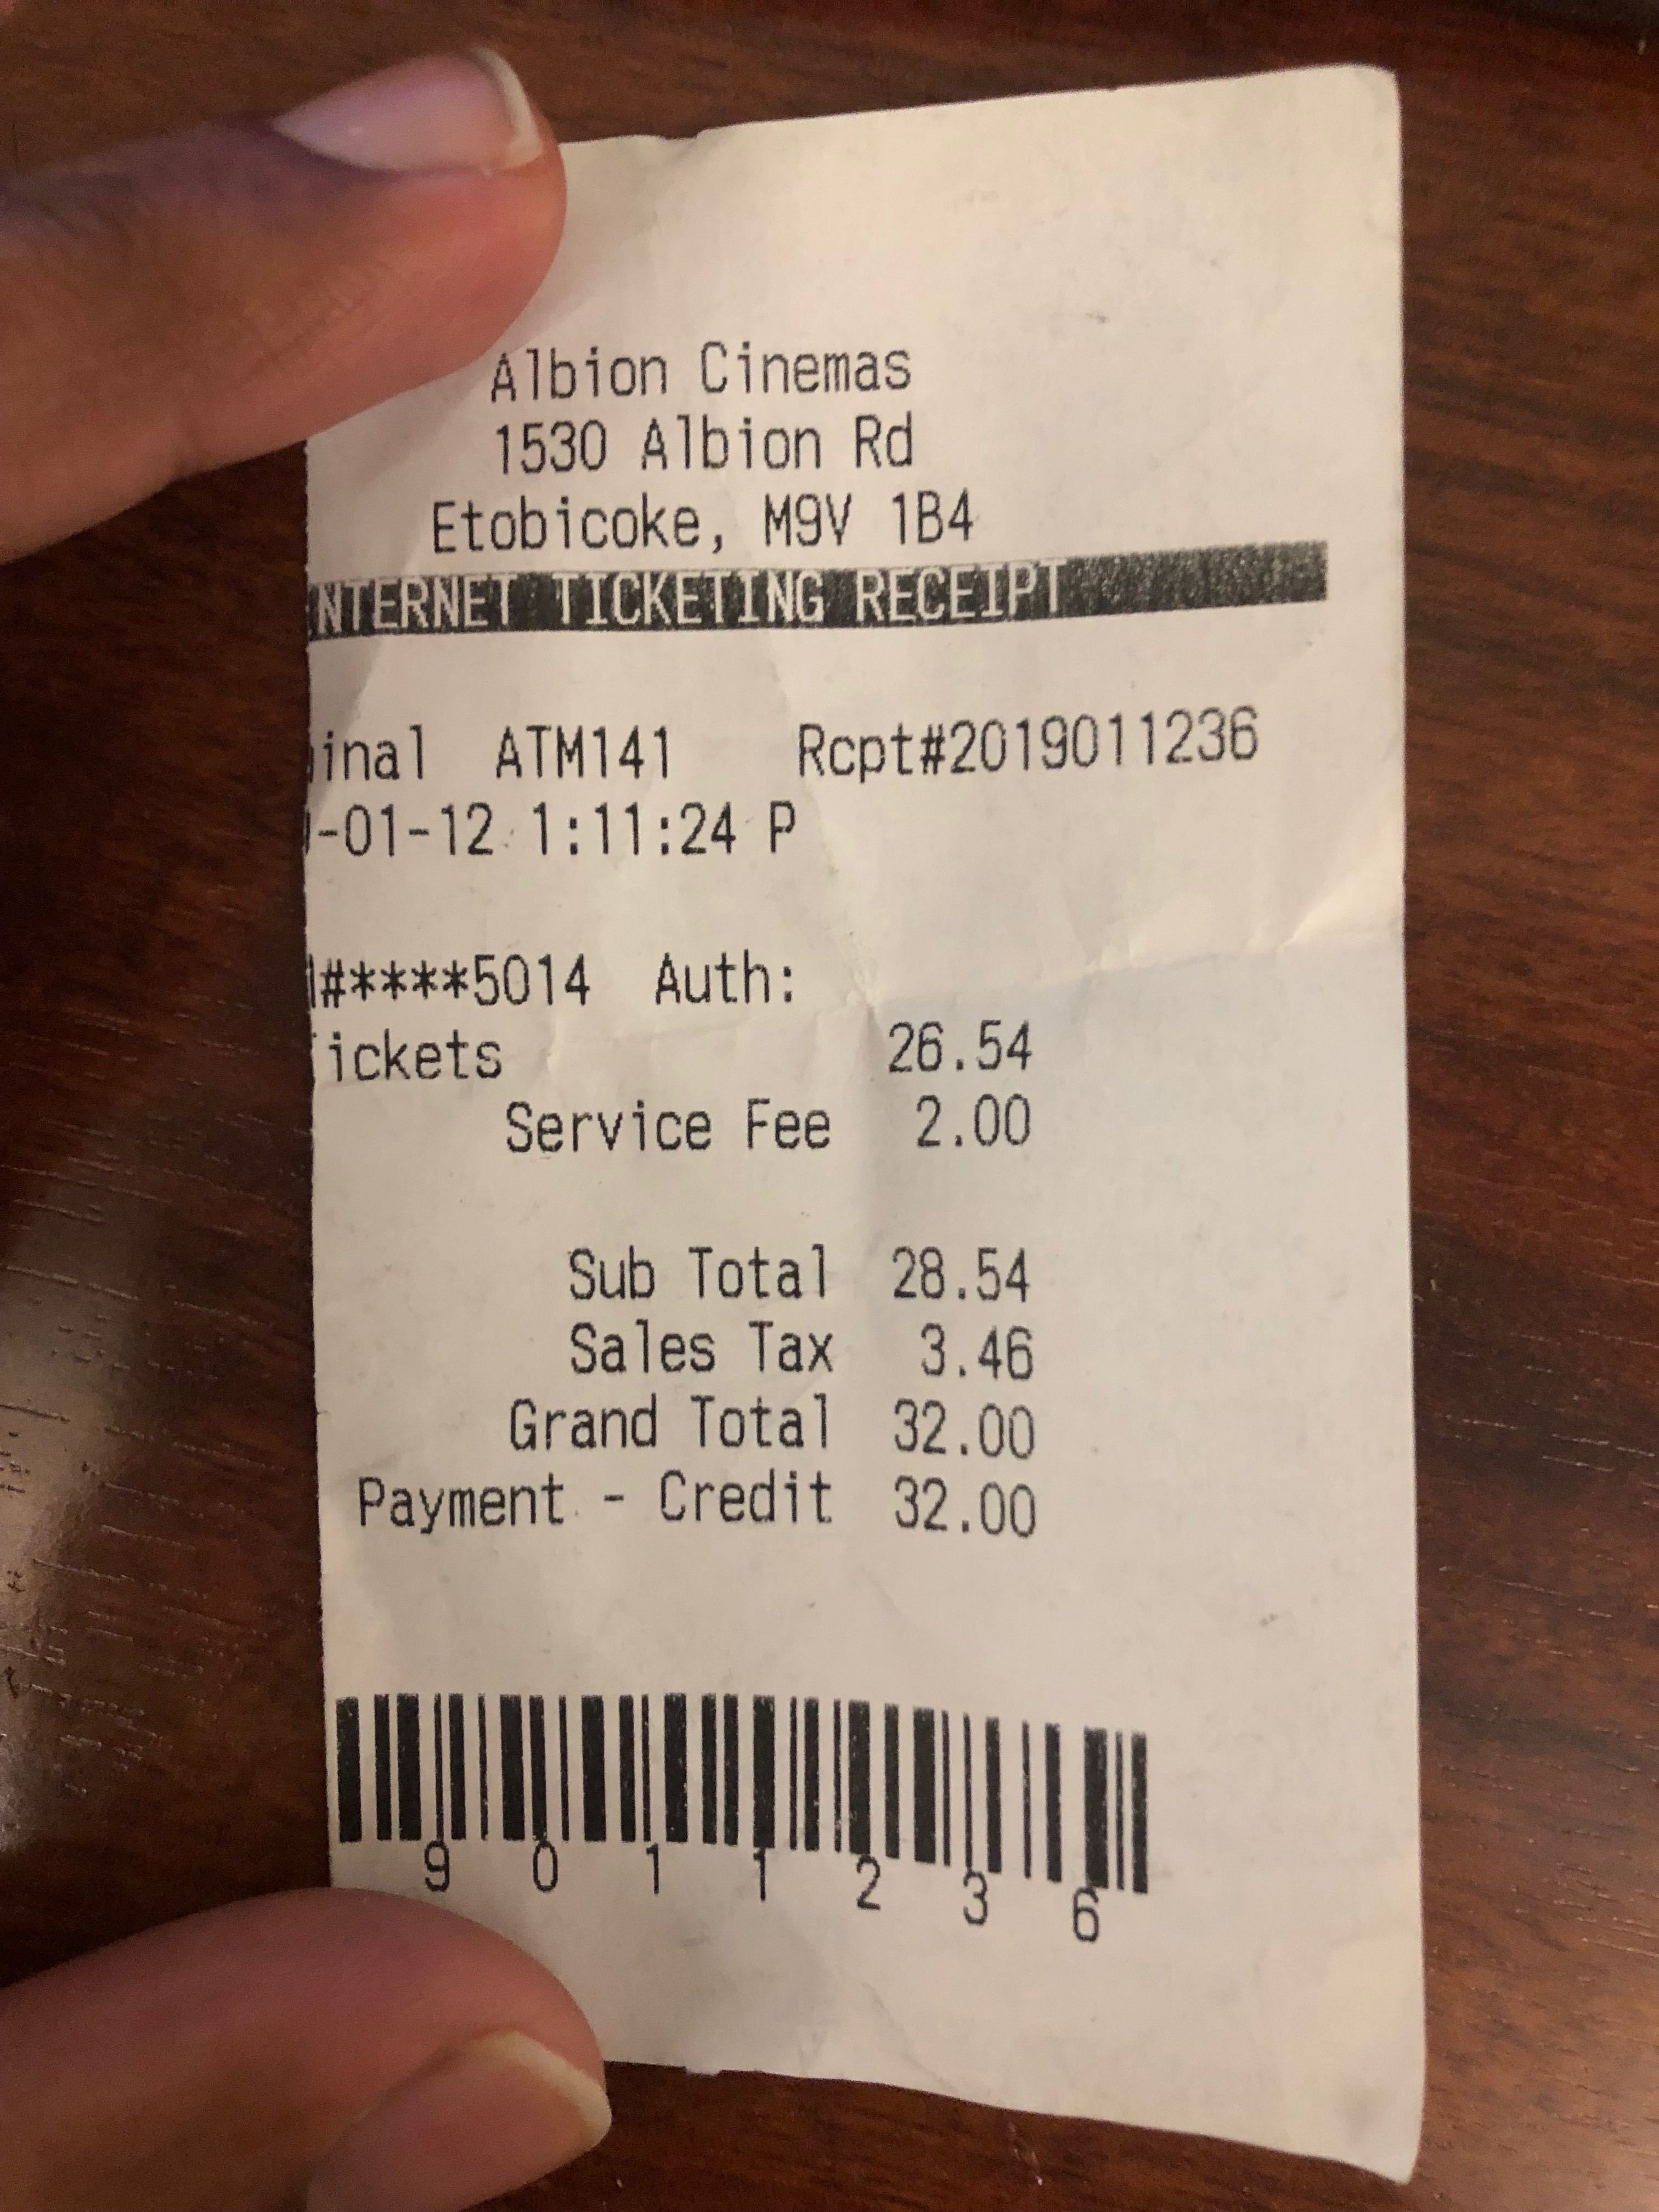 Albion Cinemas
1530 Albion Rd
Etobicoke, M9V 1B4
NTERNET TICKETING RECEIPT
inal ATM141 Rcpt#2019011236
-01-12 1:11:24 P
#****5014 Auth:
ickets 26.54
Service Fee 2.00
Sub Total 28.54
Sales Tax 3.46
Grand Total 32.00
Payment - Credit 32.00
9 0 1 1 2 3 6